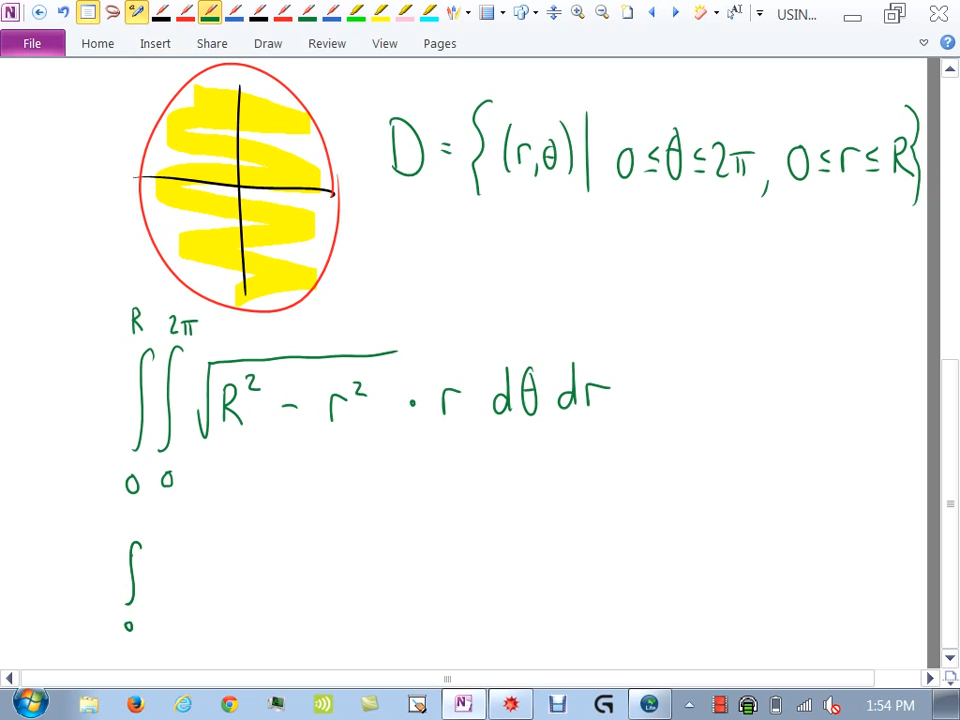 USIN...
File Home Insert Share Draw Review View Pages
D = {(r,θ)| 0 ≤ θ ≤ 2π, 0 ≤ r ≤ R}
R 2π
∫ ∫ √R² - r² · r dθ dr
0 0
∫
0
1:54 PM